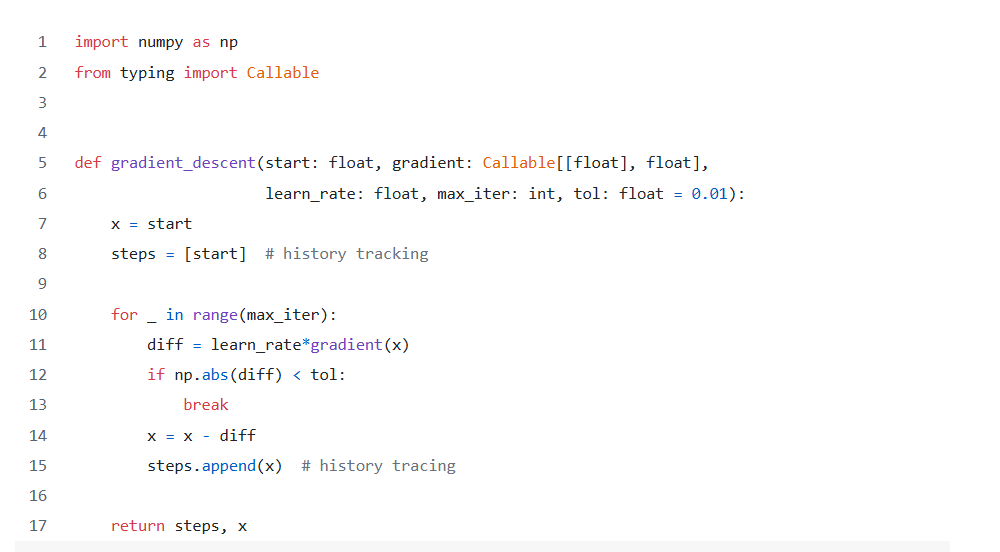 1 import numpy as np
2 from typing import Callable
3
4
5 def gradient_descent(start: float, gradient: Callable[[float], float],
6                      learn_rate: float, max_iter: int, tol: float = 0.01):
7     x = start
8     steps = [start]  # history tracking
9
10     for _ in range(max_iter):
11         diff = learn_rate*gradient(x)
12         if np.abs(diff) < tol:
13             break
14         x = x - diff
15         steps.append(x)  # history tracing
16
17     return steps, x